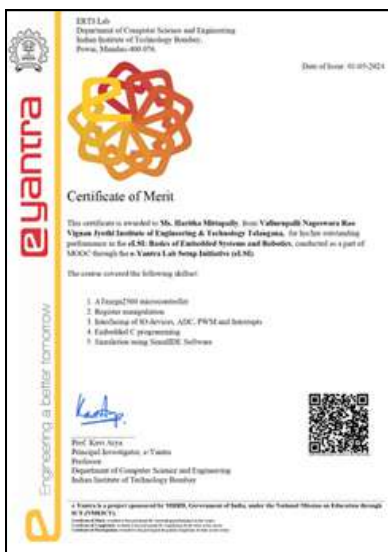 ERTS Lab
Department of Computer Science and Engineering
Indian Institute of Technology Bombay,
Powai, Mumbai-400 076.
Date of Issue: 01-05-2024
e yantra
Engineering a better tomorrow
Certificate of Merit
This certificate is awarded to Ms. Haritha Mittapally, from Vallurupalli Nageswara Rao
Vignan Jyothi Institute of Engineering & Technology Telangana, for his/her outstanding
performance in the eLSI: Basics of Embedded Systems and Robotics, conducted as a part of
MOOC through the e-Yantra Lab Setup Initiative (eLSI).
The course covered the following skillset:
1. ATmega2560 microcontroller
2. Register manipulation
3. Interfacing of IO devices, ADC, PWM and Interrupts
4. Embedded C programming
5. Simulation using SimulIDE Software
Prof. Kavi Arya
Principal Investigator, e-Yantra
Professor
Department of Computer Science and Engineering
Indian Institute of Technology Bombay
e-Yantra is a project sponsored by MHRD, Government of India, under the National Mission on Education through
ICT (NMEICT).